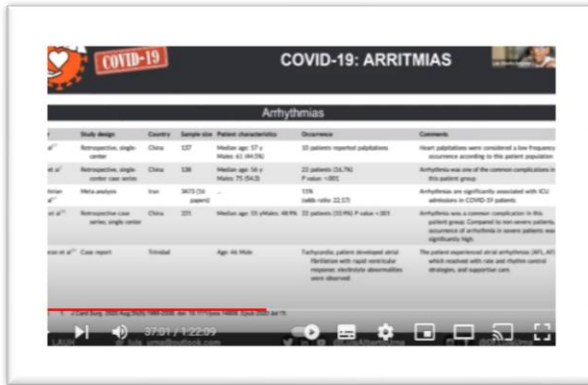 COVID-19
COVID-19: ARRITMIAS
Arrhythmias
Study design Country Sample size Patient characteristics Occurrence Comments
Retrospective, single-center China 137 Median age: 57 y Males: 61 (44.5%) 10 patients reported palpitations Heart palpitations were considered a low frequency occurrence according to this patient population
Retrospective, single-center case series China 138 Median age: 56 y Males: 75 (54.3) 23 patients (16.7%) P value: <.001 Arrhythmia was one of the common complications in this patient group
Meta-analysis Iran 3473 (16 papers) ... (odds ratio: 22.17) Arrhythmias are significantly associated with ICU admissions in COVID-19 patients
Retrospective case series; single center China Median age: 55 y Males: 22 patients P value <.001 Arrhythmia was a common complication in this patient group. Compared to non-severe patients, occurrence of arrhythmia in severe patients was significantly high
Case report Trinidad Age: 46 Male Tachycardia; patient developed atrial fibrillation with rapid ventricular response; electrolyte abnormalities were observed The patient experienced atrial arrhythmia which resolved with rate and rhythm control strategies, and supportive care
1. J Card Surg. 2020
37:01 / 1:22:09